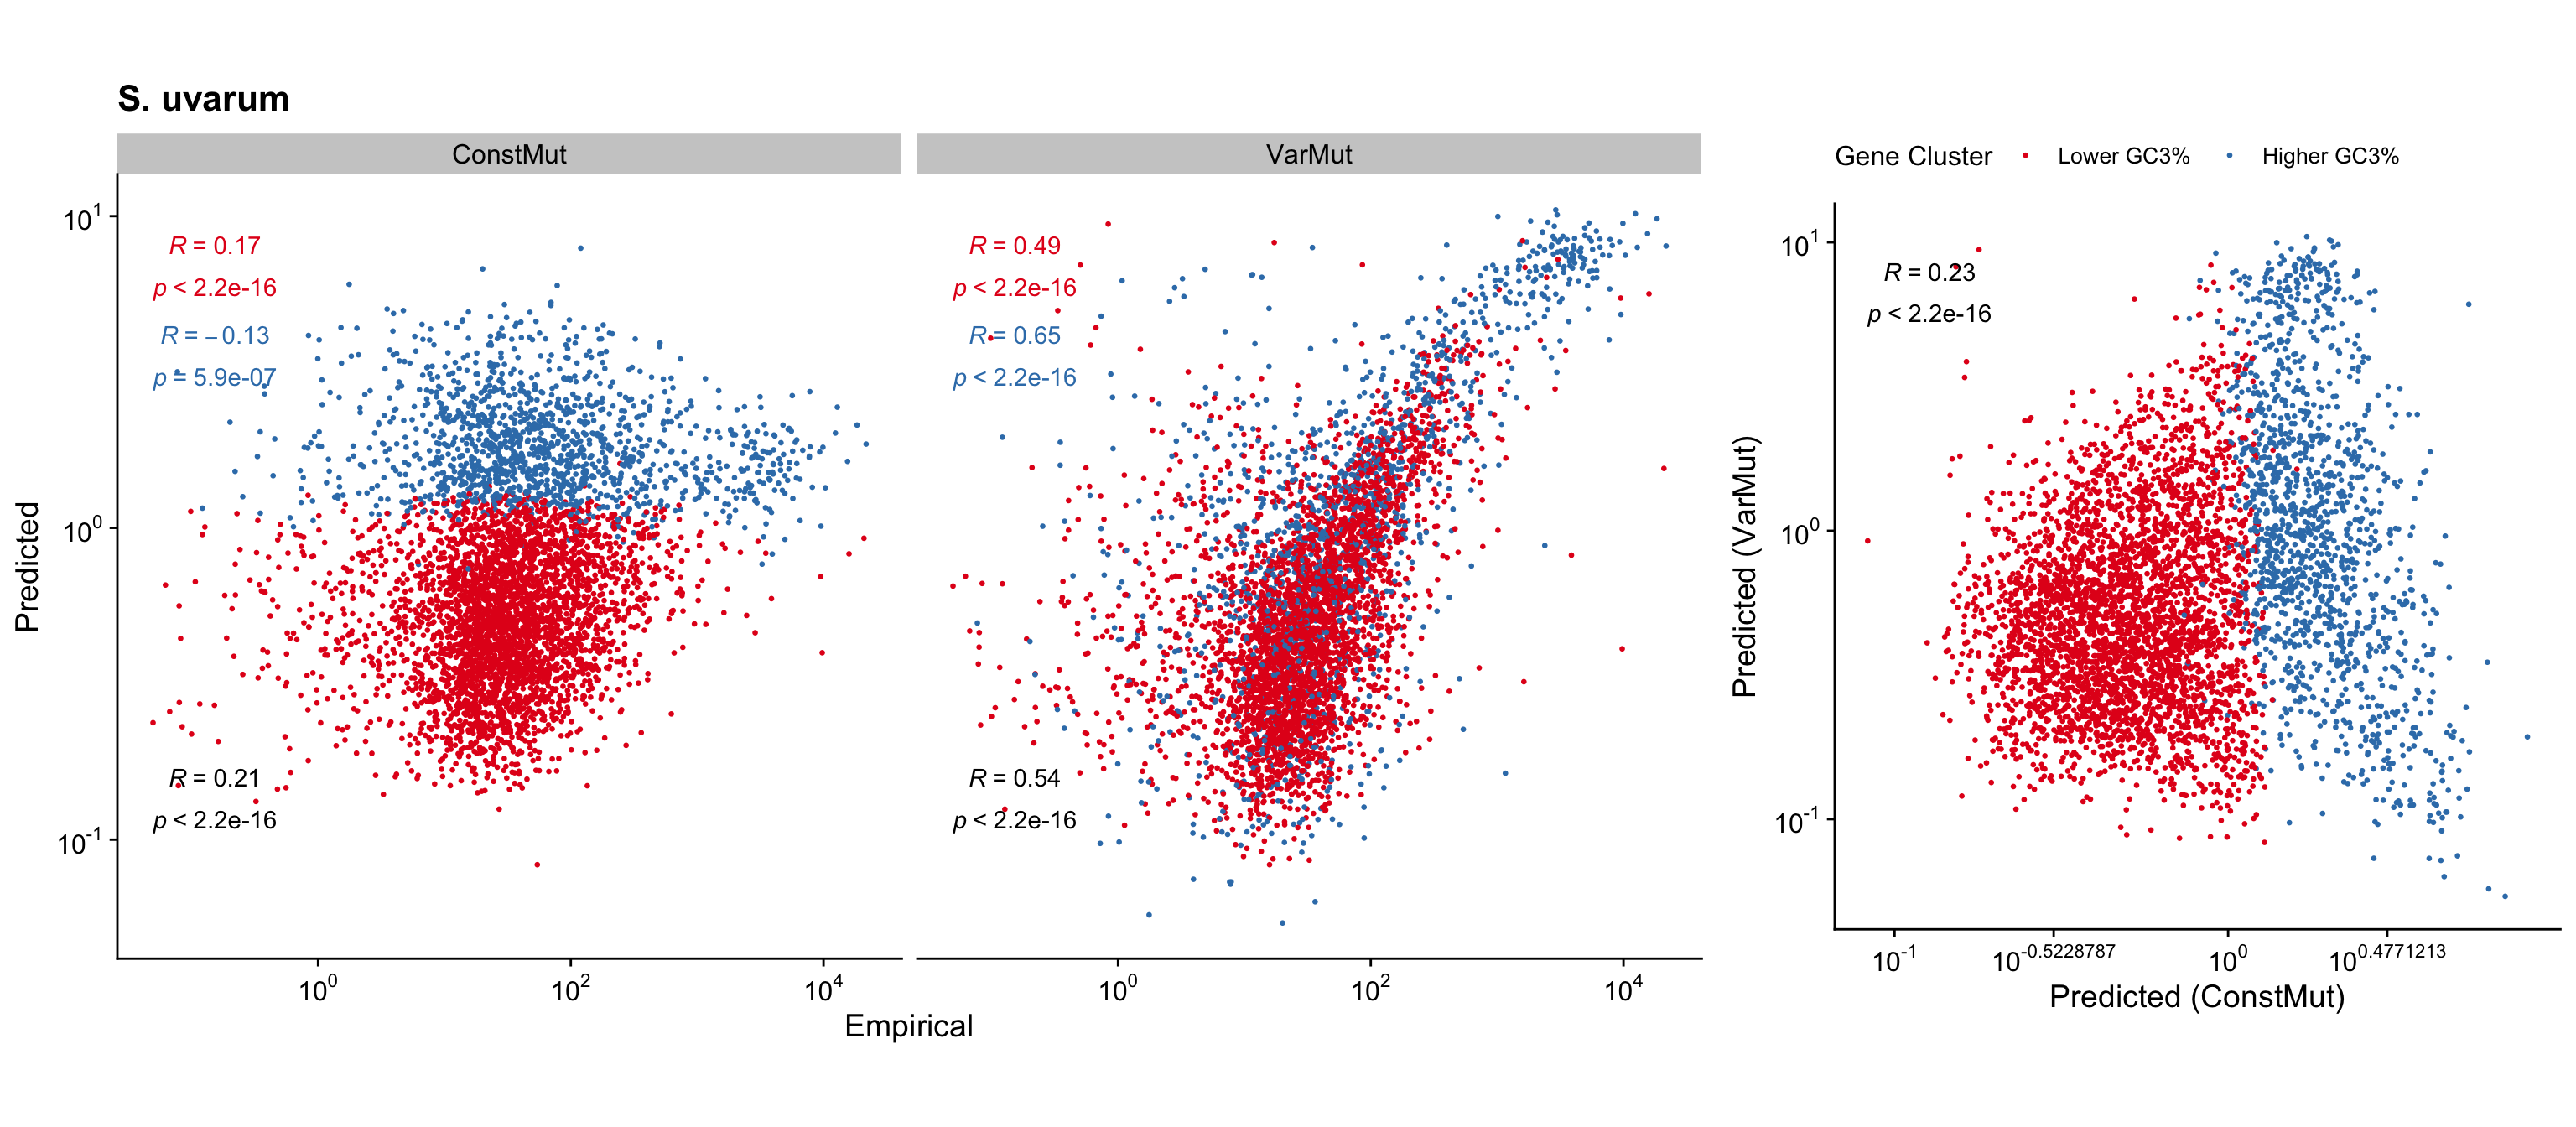 S. uvarum
ConstMut
VarMut
Gene Cluster Lower GC3% Higher GC3%
Predicted
10^1
10^0
10^-1
R = 0.17
p < 2.2e-16
R = −0.13
p = 5.9e-07
R = 0.21
p < 2.2e-16
R = 0.49
p < 2.2e-16
R = 0.65
p < 2.2e-16
R = 0.54
p < 2.2e-16
10^0 10^2 10^4
10^0 10^2 10^4
Empirical
Predicted (VarMut)
10^1
10^0
10^-1
R = 0.23
p < 2.2e-16
10^-1 10^-0.5228787 10^0 10^0.4771213
Predicted (ConstMut)